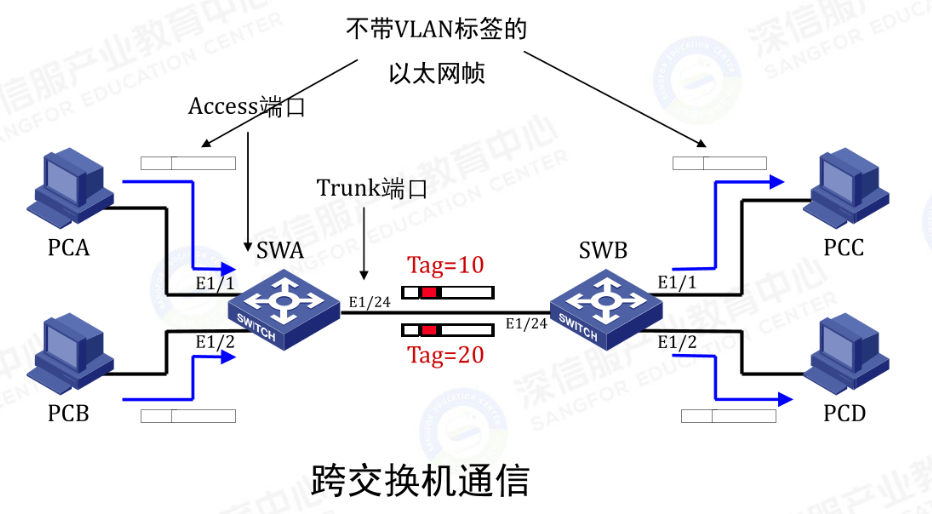 不带VLAN标签的
以太网帧
Access端口
Trunk端口
PCA
SWA
SWB
PCC
Tag=10
E1/1
E1/24
E1/1
SWITCH
SWITCH
E1/24
E1/2
Tag=20
E1/2
PCB
PCD
跨交换机通信
深信服产业教育中心
SANGFOR EDUCATION CENTER